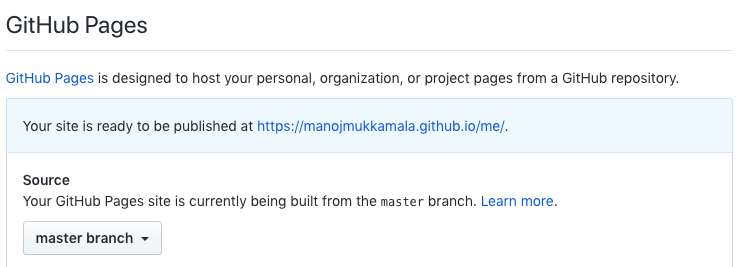 GitHub Pages
GitHub Pages is designed to host your personal, organization, or project pages from a GitHub repository.
Your site is ready to be published at https://manojmukkamala.github.io/me/.
Source
Your GitHub Pages site is currently being built from the master branch. Learn more.
master branch